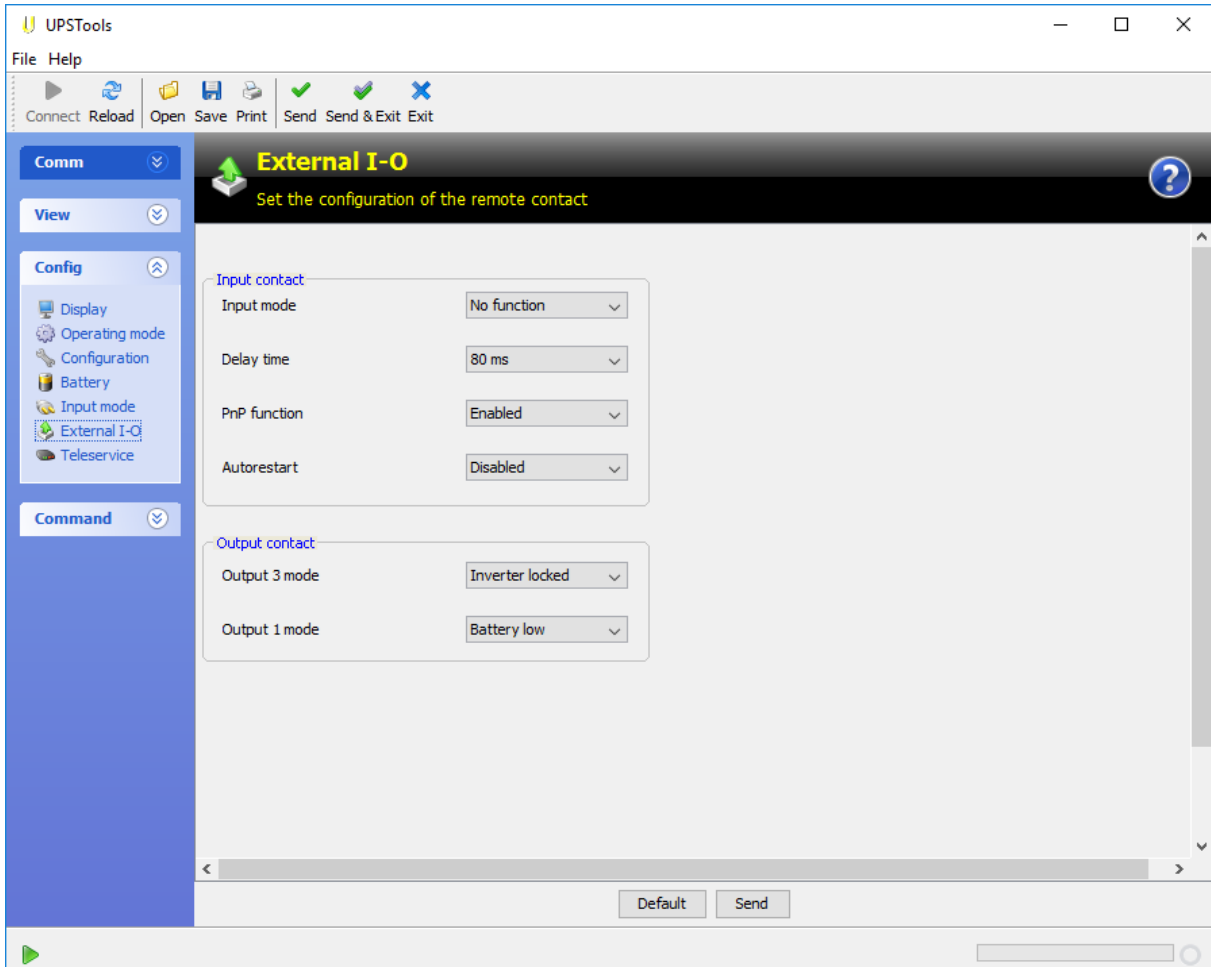 UPSTools
File Help
Connect Reload Open Save Print Send Send & Exit Exit
Comm
View
Config
Display
Operating mode
Configuration
Battery
Input mode
External I-O
Teleservice
Command
External I-O
Set the configuration of the remote contact
?
Input contact
Input mode No function
Delay time 80 ms
PnP function Enabled
Autorestart Disabled
Output contact
Output 3 mode Inverter locked
Output 1 mode Battery low
Default Send